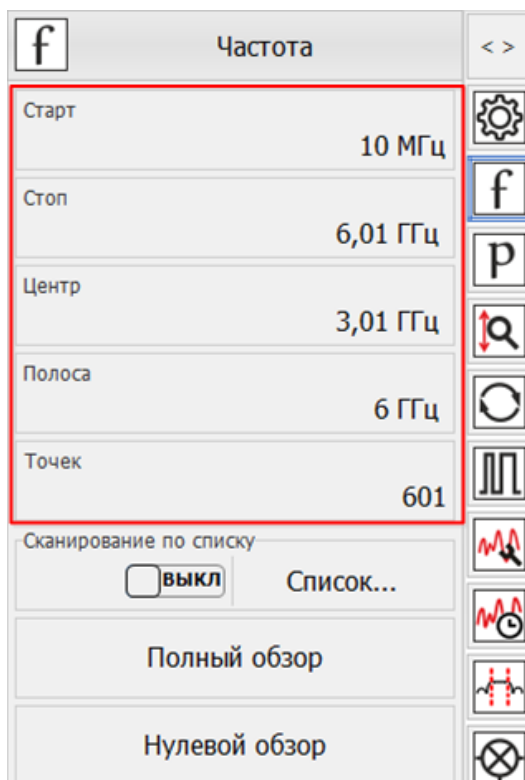 f
Частота
< >
Старт
10 МГц
Стоп
6,01 ГГц
Центр
3,01 ГГц
Полоса
6 ГГц
Точек
601
Сканирование по списку
ВЫКЛ
Список...
Полный обзор
Нулевой обзор
f
p